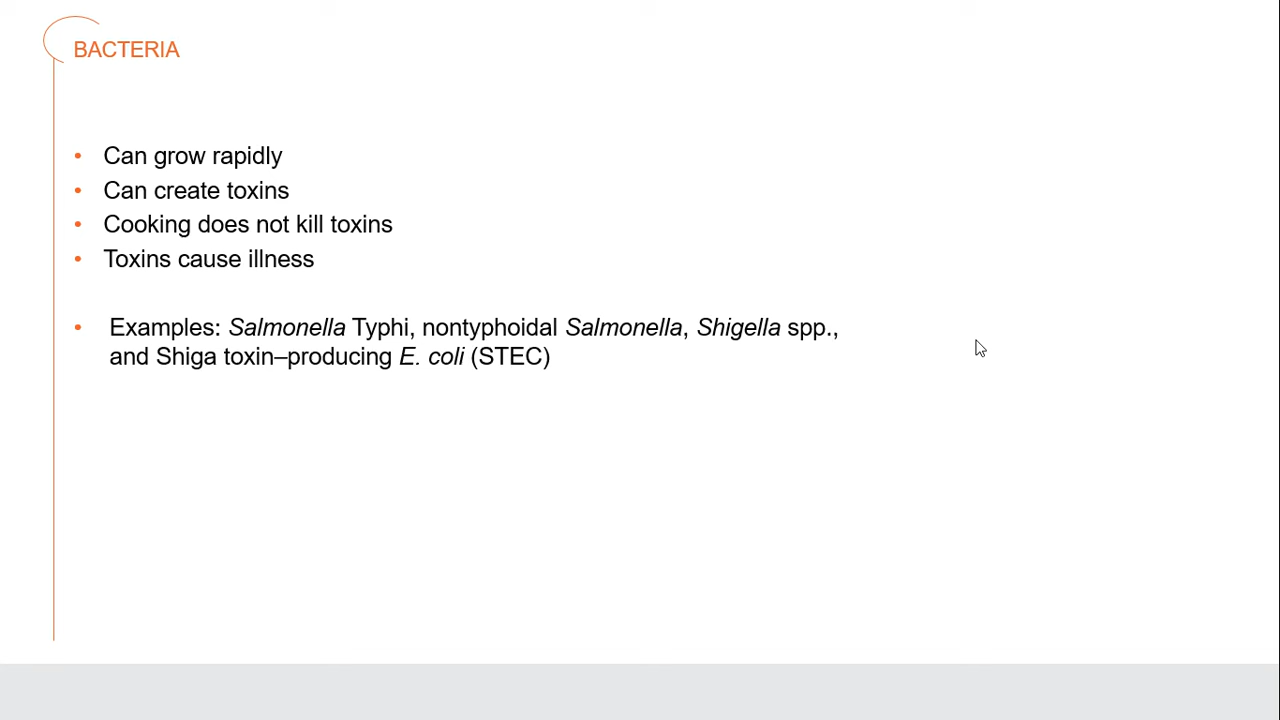 BACTERIA
• Can grow rapidly
• Can create toxins
• Cooking does not kill toxins
• Toxins cause illness
• Examples: Salmonella Typhi, nontyphoidal Salmonella, Shigella spp.,
and Shiga toxin–producing E. coli (STEC)